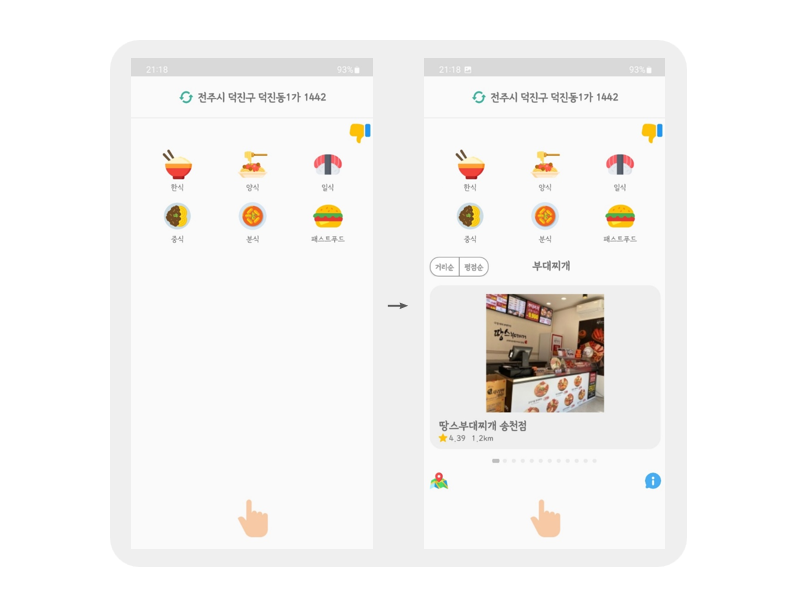 21:18
93%
전주시 덕진구 덕진동1가 1442
한식
양식
일식
중식
분식
패스트푸드
21:18
93%
전주시 덕진구 덕진동1가 1442
한식
양식
일식
중식
분식
패스트푸드
거리순 평점순
부대찌개
땅스부대찌개 송천점
4.39 1.2km